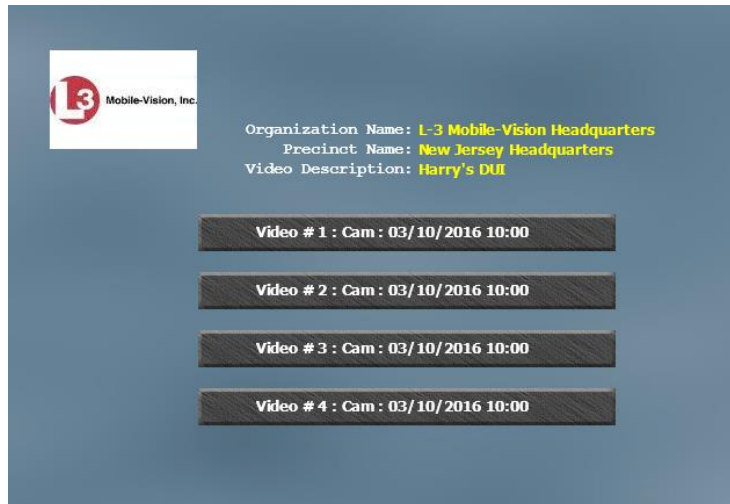 L3 Mobile-Vision, Inc.
Organization Name: L-3 Mobile-Vision Headquarters
Precinct Name: New Jersey Headquarters
Video Description: Harry's DUI
Video # 1 : Cam : 03/10/2016 10:00
Video # 2 : Cam : 03/10/2016 10:00
Video # 3 : Cam : 03/10/2016 10:00
Video # 4 : Cam : 03/10/2016 10:00